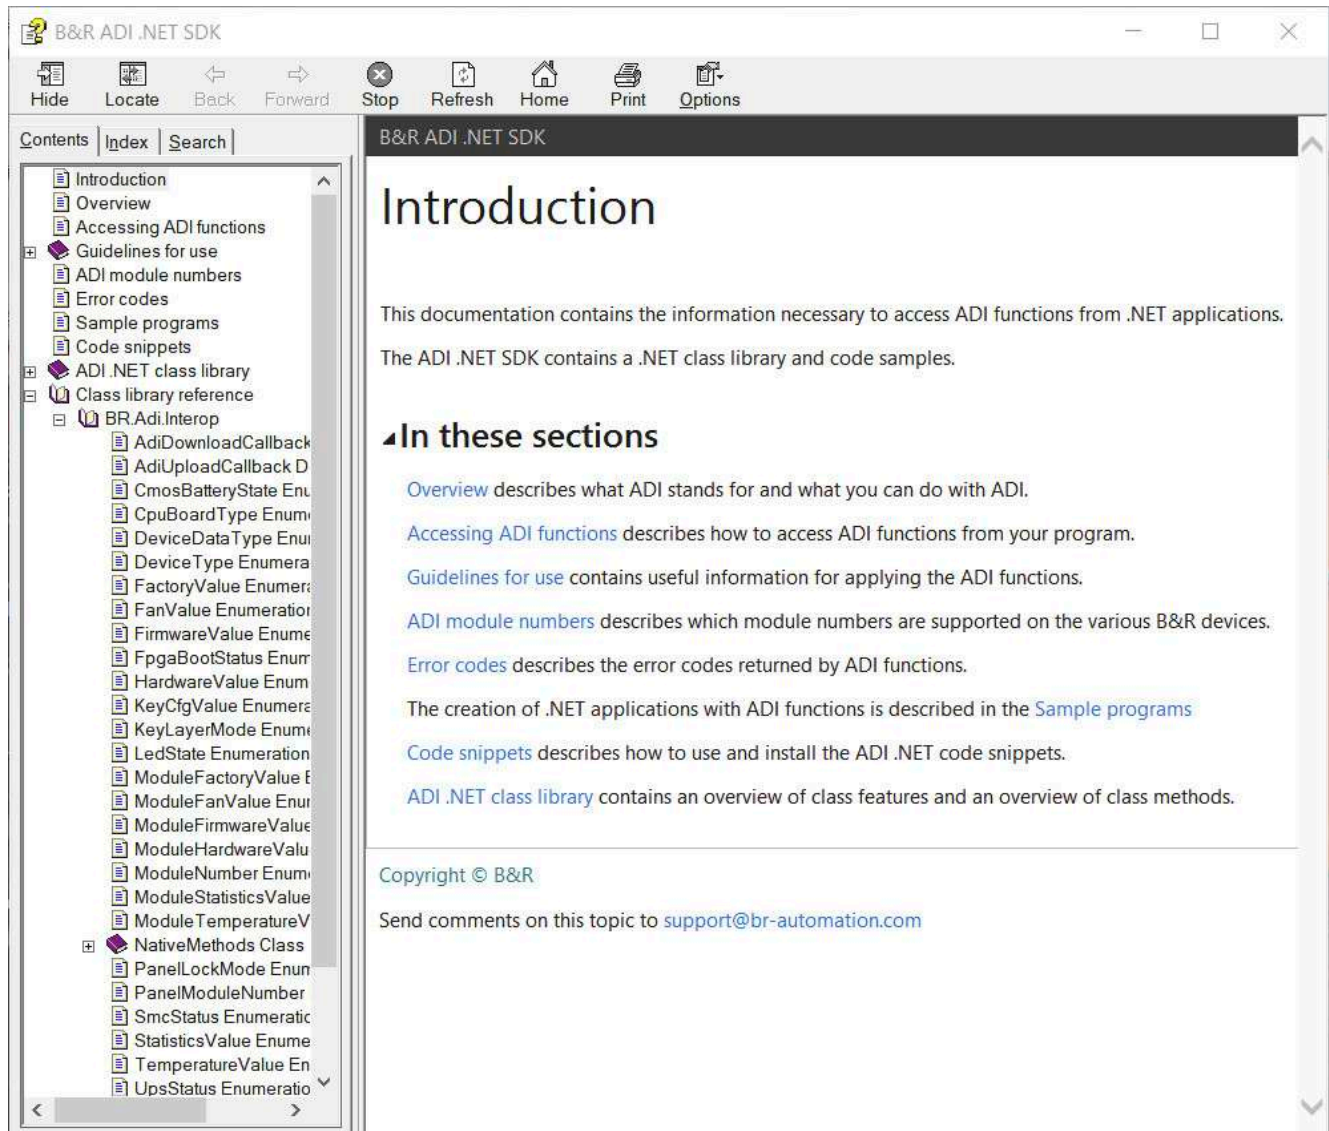 B&R ADI .NET SDK
Hide Locate Back Forward Stop Refresh Home Print Options
Contents Index Search
Introduction
Overview
Accessing ADI functions
Guidelines for use
ADI module numbers
Error codes
Sample programs
Code snippets
ADI .NET class library
Class library reference
BR.Adi.Interop
AdiDownloadCallback
AdiUploadCallback D
CmosBatteryState Enu
CpuBoardType Enum
DeviceDataType Enu
DeviceType Enumera
FactoryValue Enumera
FanValue Enumeration
FirmwareValue Enume
FpgaBootStatus Enum
HardwareValue Enum
KeyCfgValue Enumera
KeyLayerMode Enum
LedState Enumeration
ModuleFactoryValue E
ModuleFanValue Enu
ModuleFirmwareValue
ModuleHardwareValu
ModuleNumber Enum
ModuleStatisticsValue
ModuleTemperatureV
NativeMethods Class
PanelLockMode Enum
PanelModuleNumber
SmcStatus Enumeratio
StatisticsValue Enume
TemperatureValue En
UpsStatus Enumeratio
B&R ADI .NET SDK
Introduction
This documentation contains the information necessary to access ADI functions from .NET applications.
The ADI .NET SDK contains a .NET class library and code samples.
In these sections
Overview describes what ADI stands for and what you can do with ADI.
Accessing ADI functions describes how to access ADI functions from your program.
Guidelines for use contains useful information for applying the ADI functions.
ADI module numbers describes which module numbers are supported on the various B&R devices.
Error codes describes the error codes returned by ADI functions.
The creation of .NET applications with ADI functions is described in the Sample programs
Code snippets describes how to use and install the ADI .NET code snippets.
ADI .NET class library contains an overview of class features and an overview of class methods.
Copyright © B&R
Send comments on this topic to support@br-automation.com